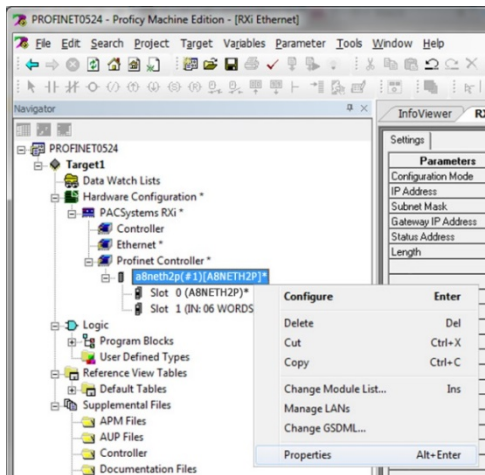 PROFINET0524 - Proficy Machine Edition - [RXi Ethernet]
File Edit Search Project Target Variables Parameter Tools Window Help
Navigator
InfoViewer
Settings
Parameters
Configuration Mode
IP Address
Subnet Mask
Gateway IP Address
Status Address
Length
PROFINET0524
Target1
Data Watch Lists
Hardware Configuration *
PACSystems RXi *
Controller
Ethernet *
Profinet Controller *
a8neth2p(#1)[A8NETH2P]*
Slot 0 (A8NETH2P)*
Slot 1 (IN: 06 WORDS
Logic
Program Blocks
User Defined Types
Reference View Tables
Default Tables
Supplemental Files
APM Files
AUP Files
Controller
Documentation Files
Configure Enter
Delete Del
Cut Ctrl+X
Copy Ctrl+C
Change Module List... Ins
Manage LANs
Change GSDML...
Properties Alt+Enter